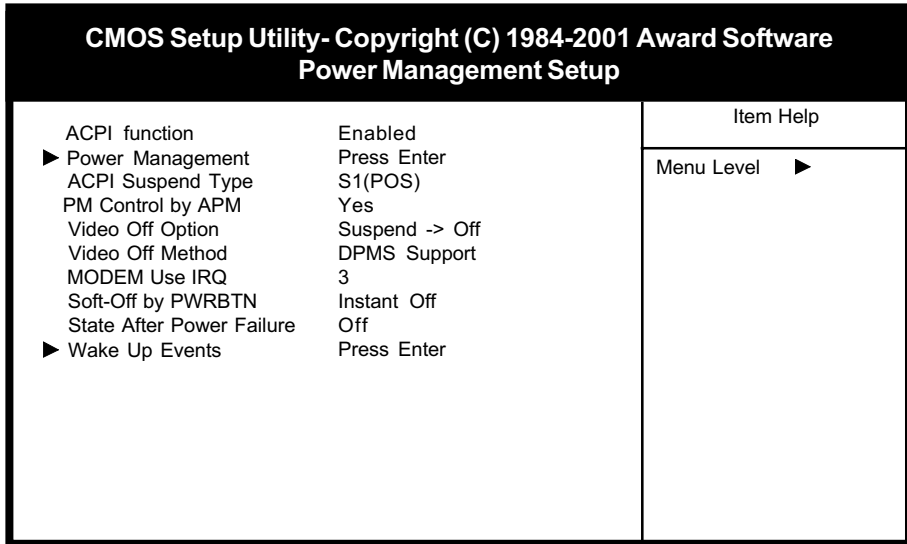 CMOS Setup Utility- Copyright (C) 1984-2001 Award Software
Power Management Setup
ACPI function Enabled
▶ Power Management Press Enter
ACPI Suspend Type S1(POS)
PM Control by APM Yes
Video Off Option Suspend -> Off
Video Off Method DPMS Support
MODEM Use IRQ 3
Soft-Off by PWRBTN Instant Off
State After Power Failure Off
▶ Wake Up Events Press Enter
Item Help
Menu Level ▶